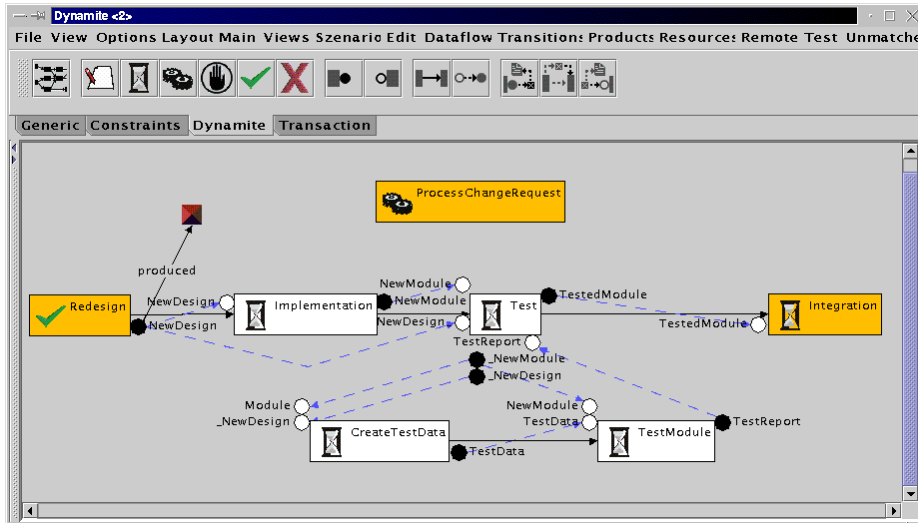 Dynamite <2>
File View Options Layout Main Views Szenario Edit Dataflow Transitions Products Resources Remote Test Unmatche
Generic Constraints Dynamite Transaction
ProcessChangeRequest
produced
NewModule
Redesign NewDesign Implementation NewModule Test TestedModule Integration
NewDesign NewDesign TestedModule
TestReport
_NewModule
_NewDesign
Module NewModule
_NewDesign TestData TestReport
CreateTestData TestModule
TestData